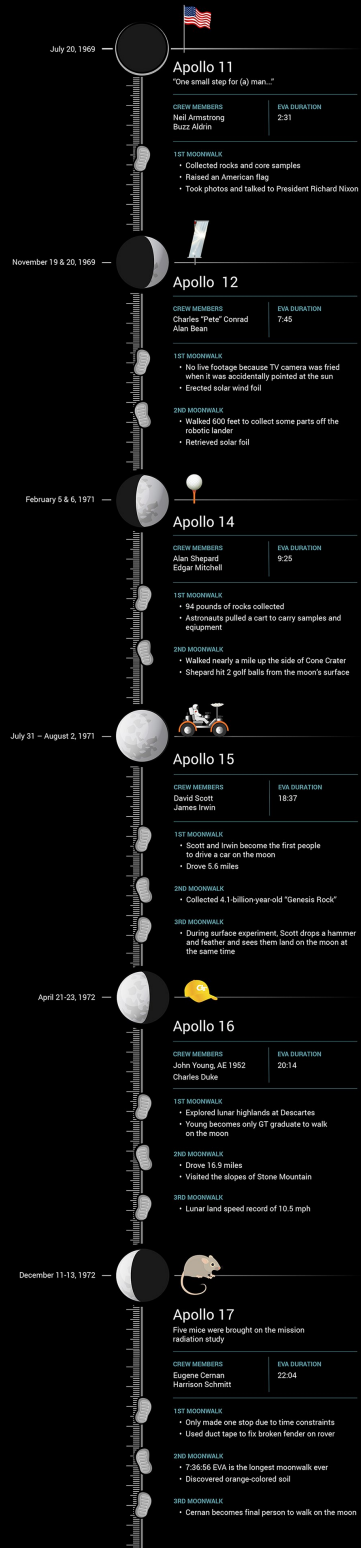 July 20, 1969
Apollo 11
"One small step for (a) man..."
CREW MEMBERS
Neil Armstrong
Buzz Aldrin
EVA DURATION
2:31
1ST MOONWALK
• Collected rocks and core samples
• Raised an American flag
• Took photos and talked to President Richard Nixon
November 19 & 20, 1969
Apollo 12
CREW MEMBERS
Charles "Pete" Conrad
Alan Bean
EVA DURATION
7:45
1ST MOONWALK
• No live footage because TV camera was fried
when it was accidentally pointed at the sun
• Erected solar wind foil
2ND MOONWALK
• Walked 600 feet to collect some parts off the
robotic lander
• Retrieved solar foil
February 5 & 6, 1971
Apollo 14
CREW MEMBERS
Alan Shepard
Edgar Mitchell
EVA DURATION
9:25
1ST MOONWALK
• 94 pounds of rocks collected
• Astronauts pulled a cart to carry samples and
eqiupment
2ND MOONWALK
• Walked nearly a mile up the side of Cone Crater
• Shepard hit 2 golf balls from the moon's surface
July 31 – August 2, 1971
Apollo 15
CREW MEMBERS
David Scott
James Irwin
EVA DURATION
18:37
1ST MOONWALK
• Scott and Irwin become the first people
to drive a car on the moon
• Drove 5.6 miles
2ND MOONWALK
• Collected 4.1-billion-year-old "Genesis Rock"
3RD MOONWALK
• During surface experiment, Scott drops a hammer
and feather and sees them land on the moon at
the same time
April 21-23, 1972
Apollo 16
CREW MEMBERS
John Young, AE 1952
Charles Duke
EVA DURATION
20:14
1ST MOONWALK
• Explored lunar highlands at Descartes
• Young becomes only GT graduate to walk
on the moon
2ND MOONWALK
• Drove 16.9 miles
• Visited the slopes of Stone Mountain
3RD MOONWALK
• Lunar land speed record of 10.5 mph
December 11-13, 1972
Apollo 17
Five mice were brought on the mission
radiation study
CREW MEMBERS
Eugene Cernan
Harrison Schmitt
EVA DURATION
22:04
1ST MOONWALK
• Only made one stop due to time constraints
• Used duct tape to fix broken fender on rover
2ND MOONWALK
• 7:36:56 EVA is the longest moonwalk ever
• Discovered orange-colored soil
3RD MOONWALK
• Cernan becomes final person to walk on the moon